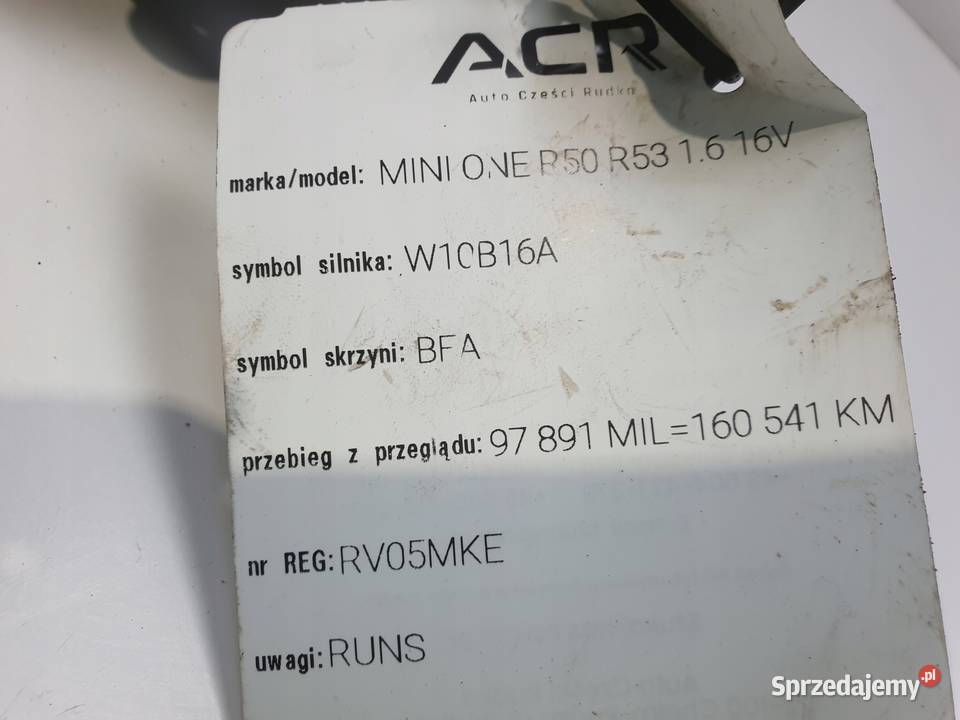 ACR
Auto Części Rudka
marka/model: MINI ONE R50 R53 1.6 16V
symbol silnika: W10B16A
symbol skrzyni: BFA
przebieg z przeglądu: 97 891 MIL=160 541 KM
nr REG: RV05MKE
uwagi: RUNS
Sprzedajemy.pl